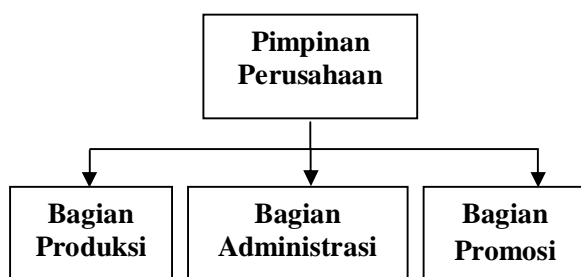 Pimpinan
Perusahaan
Bagian
Produksi
Bagian
Administrasi
Bagian
Promosi